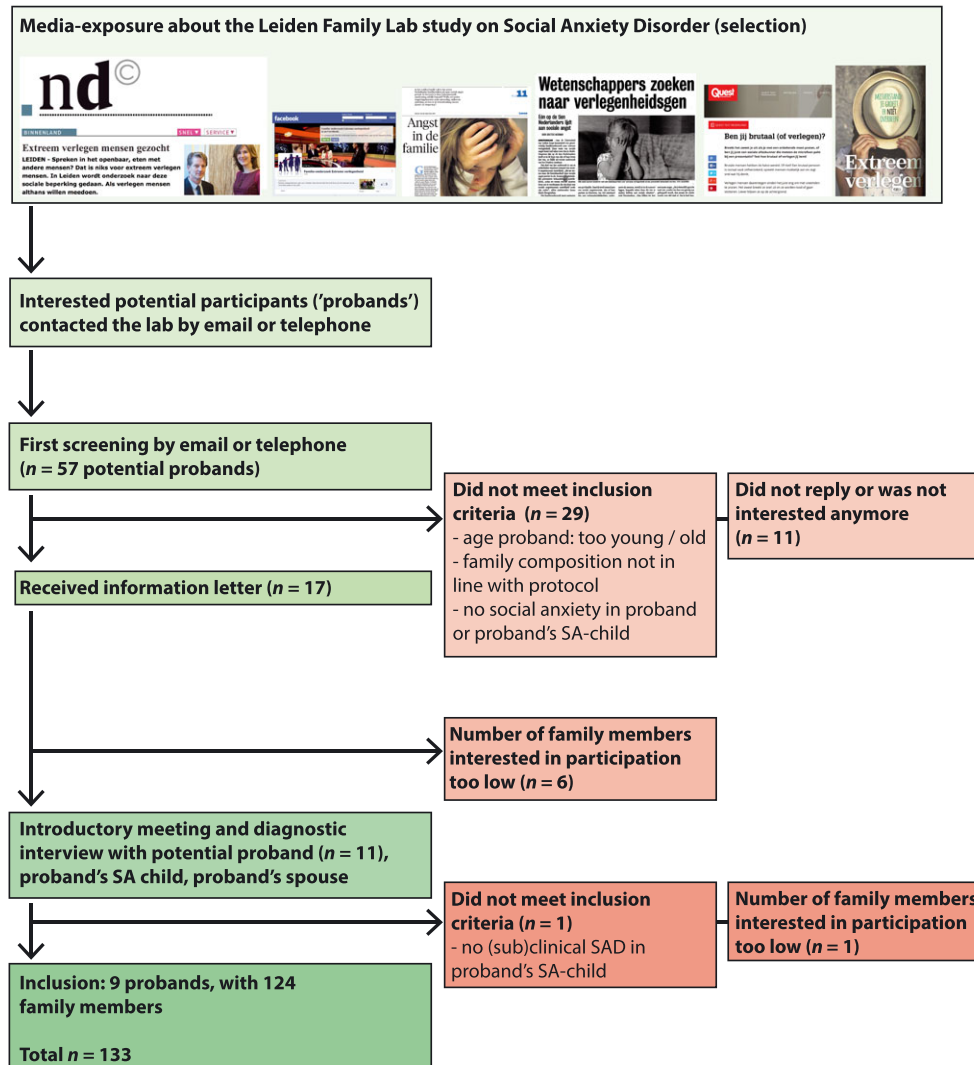 Media-exposure about the Leiden Family Lab study on Social Anxiety Disorder (selection)
nd©
BINNENLAND
SNEL ▼ SERVICE ▼
Extreem verlegen mensen gezocht
LEIDEN - Spreken in het openbaar, eten met
andere mensen? Dat is niks voor extreem verlegen
mensen. In Leiden wordt onderzoek naar deze
sociale beperking gedaan. Als verlegen mensen
althans willen meedoen.
facebook
11
Angst
in de
familie
Wetenschappers zoeken
naar verlegenheidsgen
Quest
Ben jij brutaal (of verlegen)?
Extreem
verlegen
Interested potential participants ('probands')
contacted the lab by email or telephone
First screening by email or telephone
(n = 57 potential probands)
Did not meet inclusion
criteria (n = 29)
- age proband: too young / old
- family composition not in
line with protocol
- no social anxiety in proband
or proband's SA-child
Did not reply or was not
interested anymore
(n = 11)
Received information letter (n = 17)
Number of family members
interested in participation
too low (n = 6)
Introductory meeting and diagnostic
interview with potential proband (n = 11),
proband's SA child, proband's spouse
Did not meet inclusion
criteria (n = 1)
- no (sub)clinical SAD in
proband's SA-child
Number of family members
interested in participation
too low (n = 1)
Inclusion: 9 probands, with 124
family members
Total n = 133